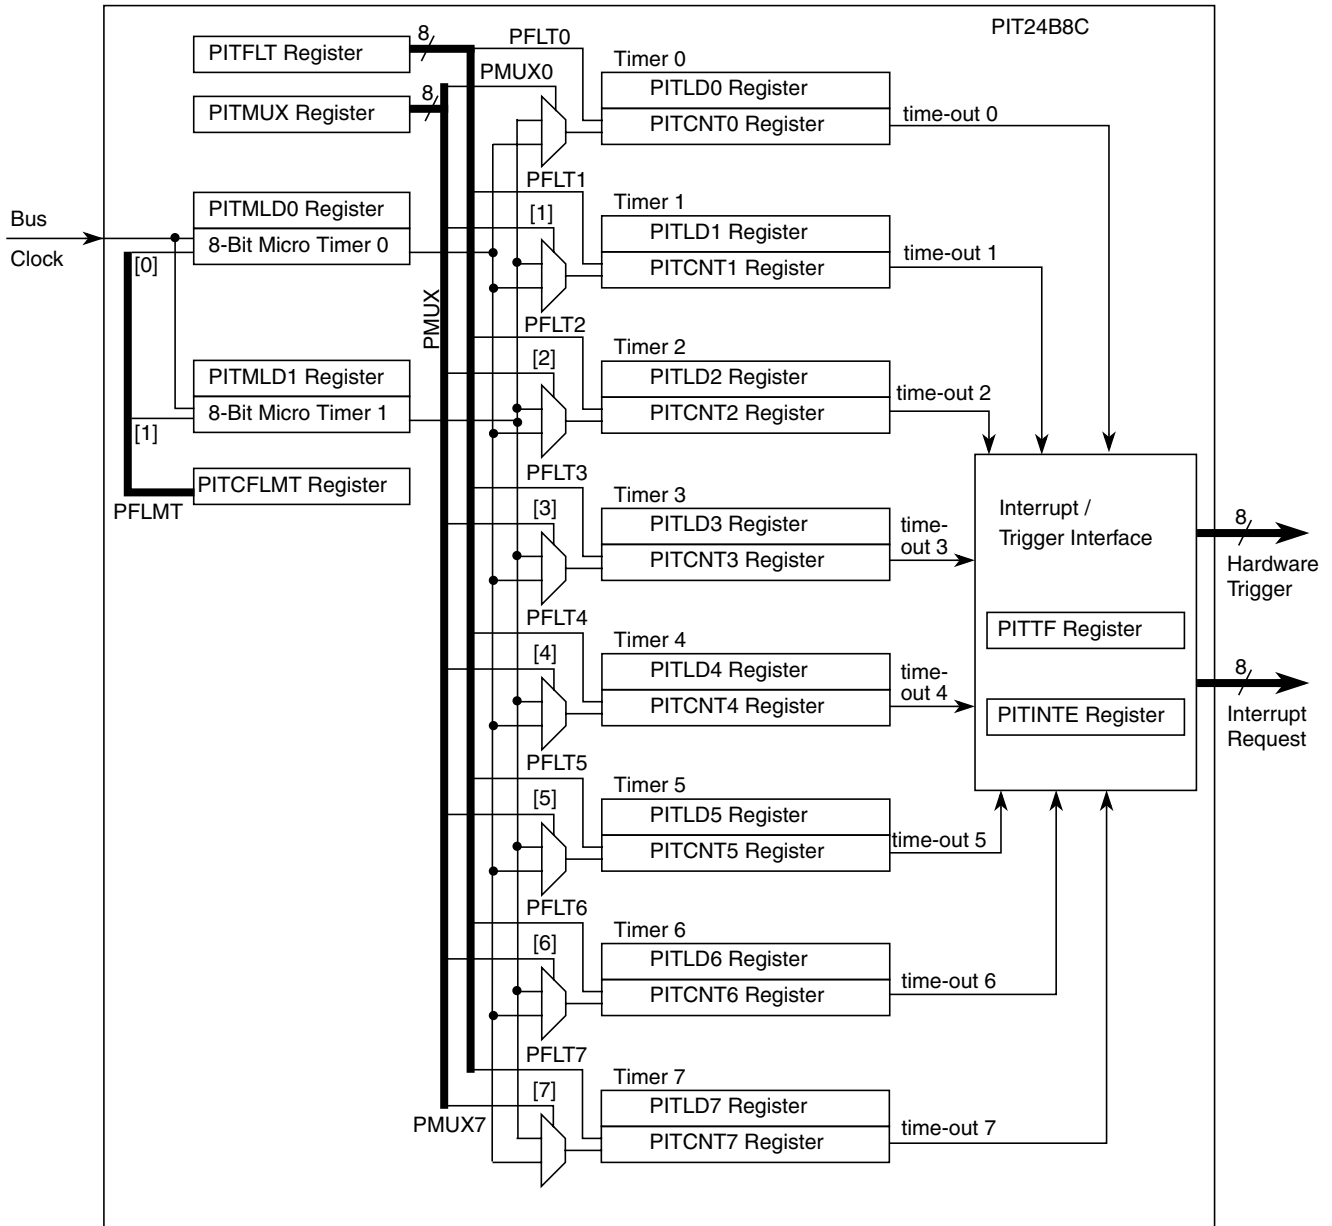 PIT24B8C
8
PITFLT Register
PFLT0
Timer 0
PMUX0
8
PITLD0 Register
PITMUX Register
PITCNT0 Register
time-out 0
PFLT1
Timer 1
PITMLD0 Register
[1]
PITLD1 Register
Bus
Clock
8-Bit Micro Timer 0
[0]
PITCNT1 Register
time-out 1
PMUX
PFLT2
Timer 2
[2]
PITMLD1 Register
PITLD2 Register
time-out 2
8-Bit Micro Timer 1
[1]
PITCNT2 Register
PFLT3
PITCFLMT Register
PFLMT
Timer 3
[3]
PITLD3 Register
time-
out 3
PITCNT3 Register
Interrupt /
Trigger Interface
8
Hardware
Trigger
PFLT4
Timer 4
PITTF Register
[4]
PITLD4 Register
time-
out 4
8
PITCNT4 Register
PITINTE Register
Interrupt
Request
PFLT5
Timer 5
[5]
PITLD5 Register
PITCNT5 Register
time-out 5
PFLT6
Timer 6
[6]
PITLD6 Register
PITCNT6 Register
time-out 6
PFLT7
Timer 7
[7]
PITLD7 Register
PMUX7
PITCNT7 Register
time-out 7